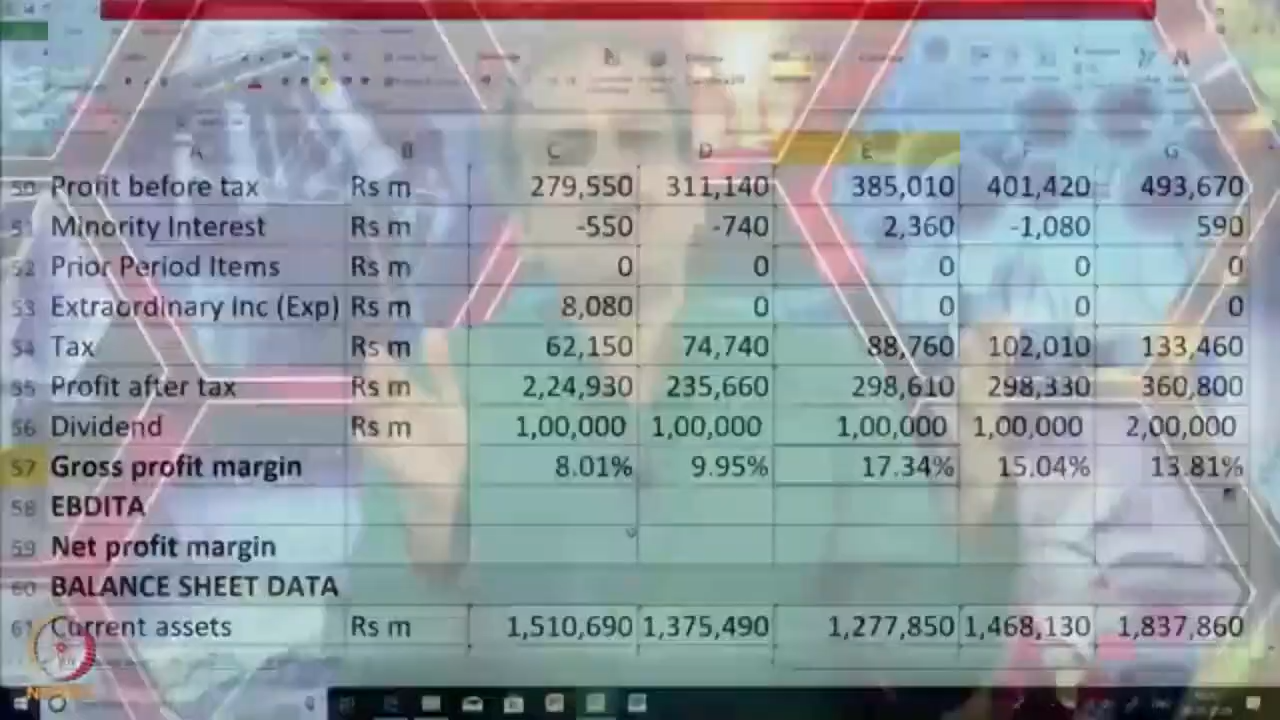 A B C D E F G
50 Profit before tax Rs m 279,550 311,140 385,010 401,420 493,670
51 Minority Interest Rs m -550 -740 2,360 -1,080 590
52 Prior Period Items Rs m 0 0 0 0 0
53 Extraordinary Inc (Exp) Rs m 8,080 0 0 0 0
54 Tax Rs m 62,150 74,740 88,760 102,010 133,460
55 Profit after tax Rs m 2,24,930 235,660 298,610 298,330 360,800
56 Dividend Rs m 1,00,000 1,00,000 1,00,000 1,00,000 2,00,000
57 Gross profit margin 8.01% 9.95% 17.34% 15.04% 13.81%
58 EBDITA
59 Net profit margin
60 BALANCE SHEET DATA
61 Current assets Rs m 1,510,690 1,375,490 1,277,850 1,468,130 1,837,860